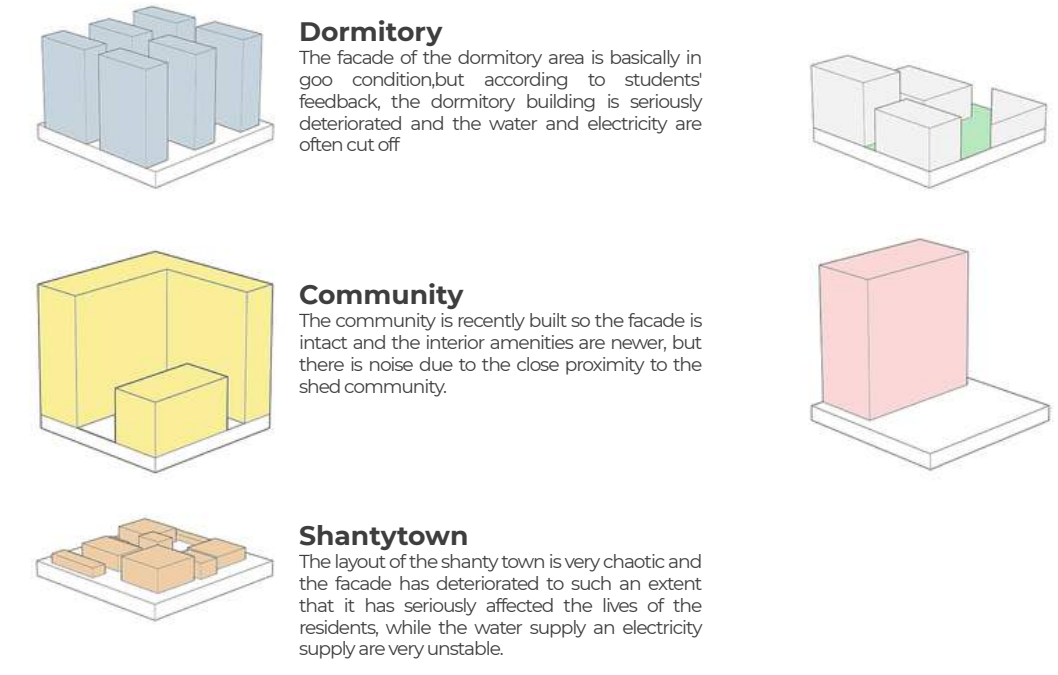 Dormitory
The facade of the dormitory area is basically in
goo condition,but according to students'
feedback, the dormitory building is seriously
deteriorated and the water and electricity are
often cut off
Community
The community is recently built so the facade is
intact and the interior amenities are newer, but
there is noise due to the close proximity to the
shed community.
Shantytown
The layout of the shanty town is very chaotic and
the facade has deteriorated to such an extent
that it has seriously affected the lives of the
residents, while the water supply an electricity
supply are very unstable.